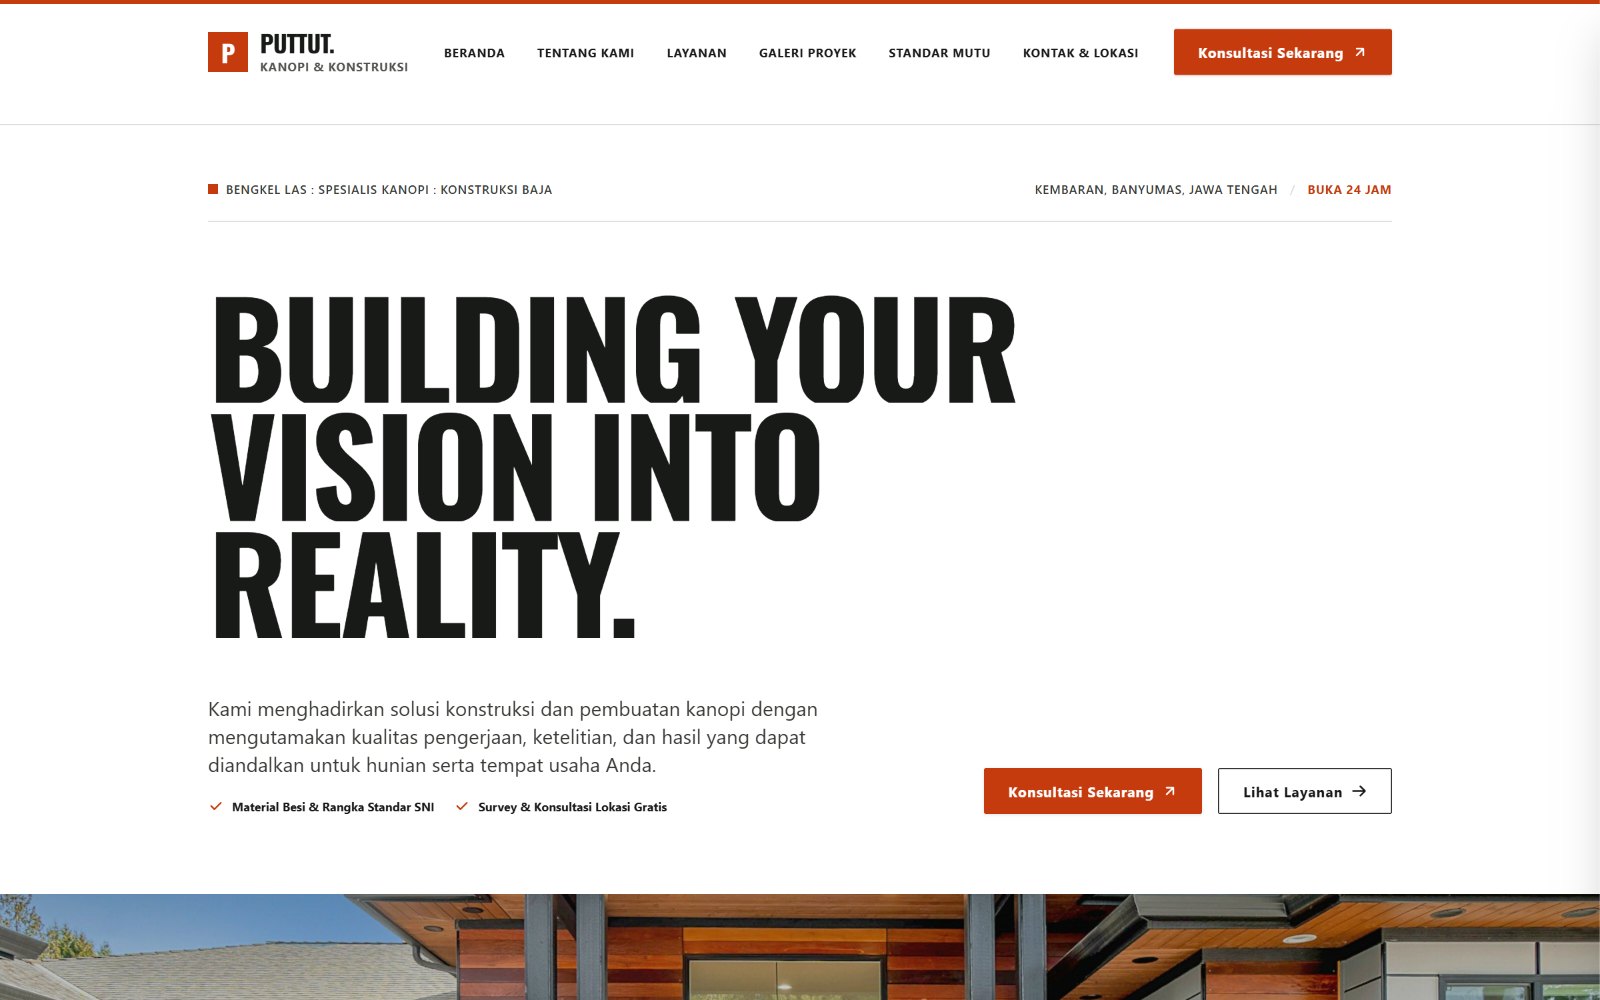 P
PUTTUT.
KANOPI & KONSTRUKSI
BERANDA
TENTANG KAMI
LAYANAN
GALERI PROYEK
STANDAR MUTU
KONTAK & LOKASI
Konsultasi Sekarang
BENGKEL LAS : SPESIALIS KANOPI : KONSTRUKSI BAJA
KEMBARAN, BANYUMAS, JAWA TENGAH / BUKA 24 JAM
BUILDING YOUR
VISION INTO
REALITY.
Kami menghadirkan solusi konstruksi dan pembuatan kanopi dengan
mengutamakan kualitas pengerjaan, ketelitian, dan hasil yang dapat
diandalkan untuk hunian serta tempat usaha Anda.
Material Besi & Rangka Standar SNI
Survey & Konsultasi Lokasi Gratis
Konsultasi Sekarang
Lihat Layanan